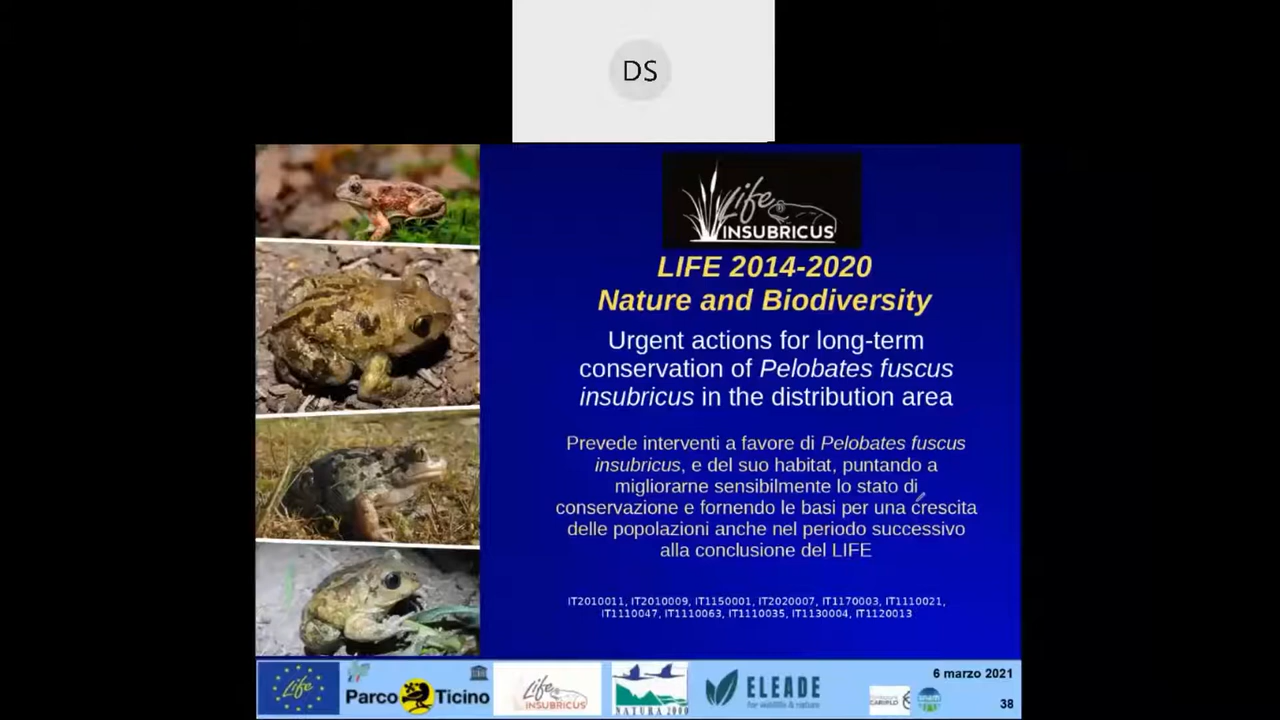 DS
Life
INSUBRICUS
LIFE 2014-2020
Nature and Biodiversity
Urgent actions for long-term
conservation of Pelobates fuscus
insubricus in the distribution area
Prevede interventi a favore di Pelobates fuscus
insubricus, e del suo habitat, puntando a
migliorarne sensibilmente lo stato di
conservazione e fornendo le basi per una crescita
delle popolazioni anche nel periodo successivo
alla conclusione del LIFE
IT2010011, IT2010009, IT1150001, IT2020007, IT1170003, IT1110021,
IT1110047, IT1110063, IT1110035, IT1130004, IT1120013
Life
Parco Ticino
Life
INSUBRICUS
NATURA 2000
ELEADE
for wildlife & nature
CARIPLO
6 marzo 2021
38